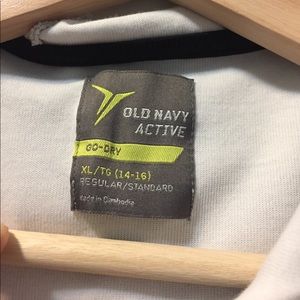 OLD NAVY
ACTIVE
GO-DRY
XL/TG (14-16)
REGULAR/STANDARD
Made in Cambodia